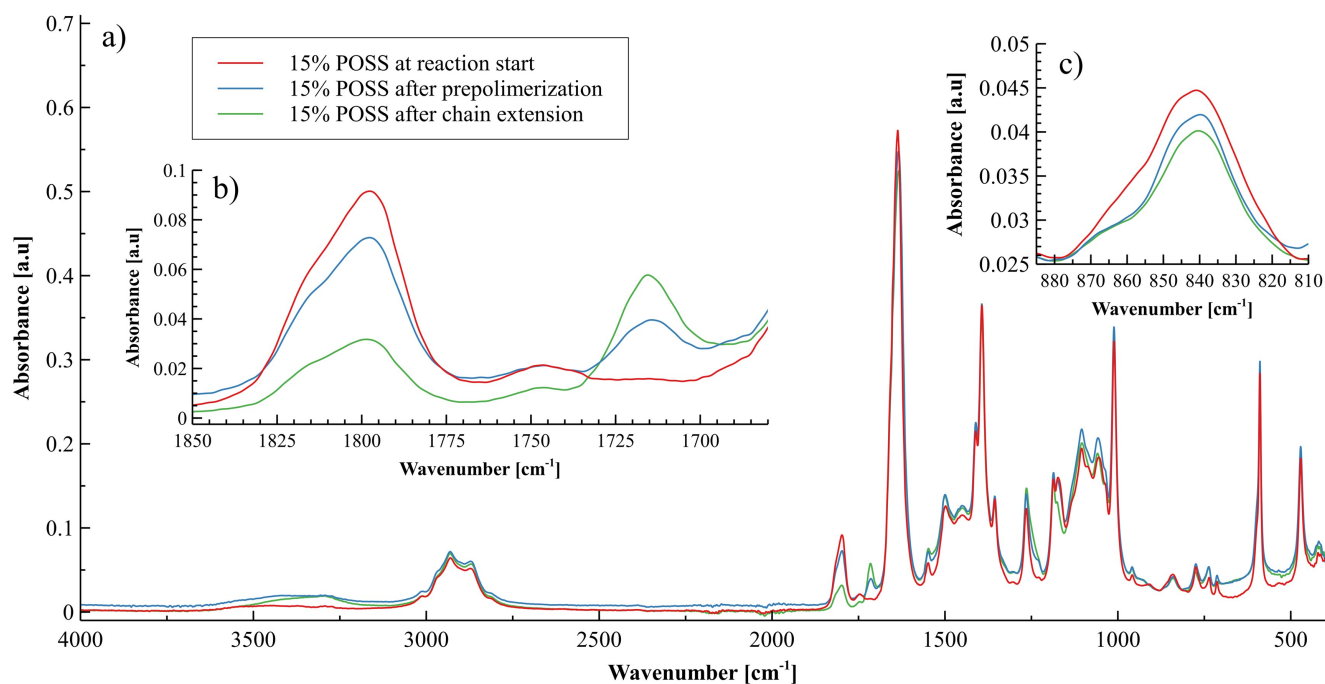 a)
15% POSS at reaction start
15% POSS after prepolimerization
15% POSS after chain extension
0.7
0.6
0.5
0.4
0.3
0.2
0.1
0
Absorbance [a.u]
4000 3500 3000 2500 2000 1500 1000 500
Wavenumber [cm⁻¹]
b)
0.1
0.08
0.06
0.04
0.02
0
Absorbance [a.u]
1850 1825 1800 1775 1750 1725 1700
Wavenumber [cm⁻¹]
c)
0.05
0.045
0.04
0.035
0.03
0.025
Absorbance [a.u]
880 870 860 850 840 830 820 810
Wavenumber [cm⁻¹]